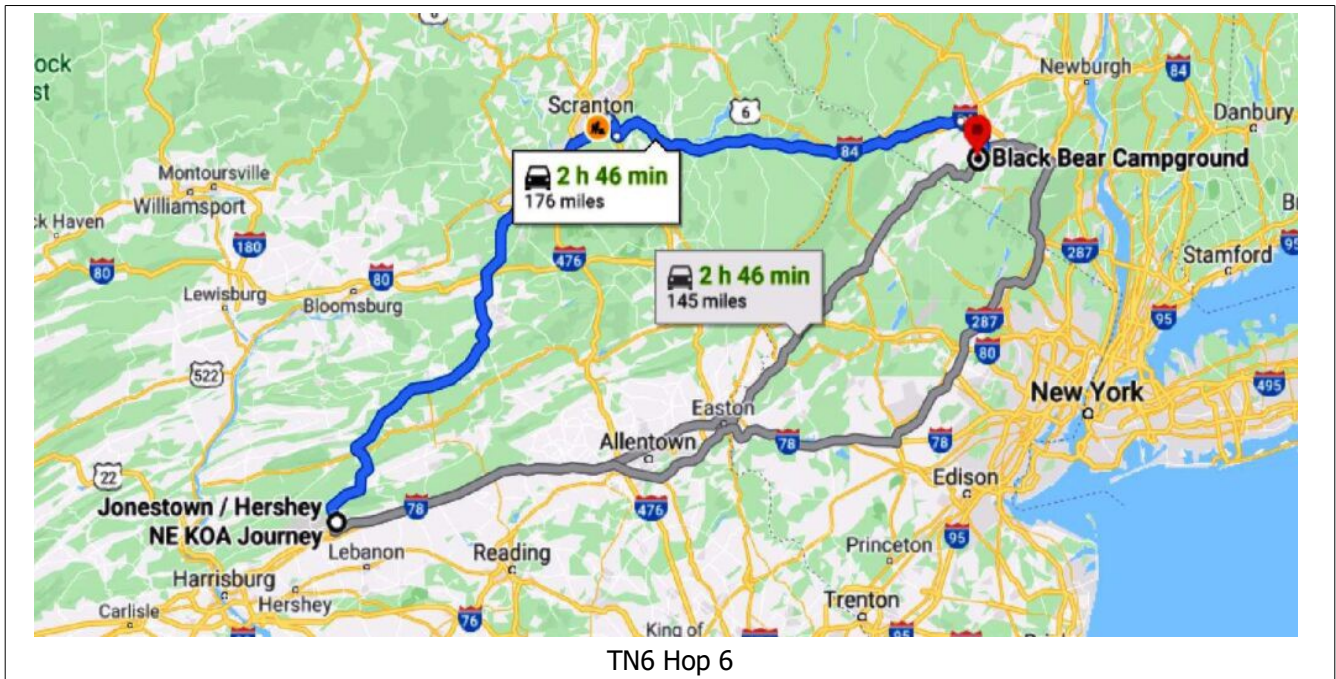 6
ock
st
Newburgh
84
Scranton
6
Danbury
84
2 h 46 min
176 miles
Black Bear Campground
Montoursville
Williamsport
ck Haven
180
476
287
Stamford
95
80
80
2 h 46 min
145 miles
Lewisburg
Bloomsburg
287
95
80
522
Easton
New York
495
Allentown
78
78
22
Edison
Jonestown / Hershey
NE KOA Journey
78
476
Lebanon
Reading
Princeton
95
Harrisburg
Hershey
Carlisle
Trenton
76
King of
95
TN6 Hop 6